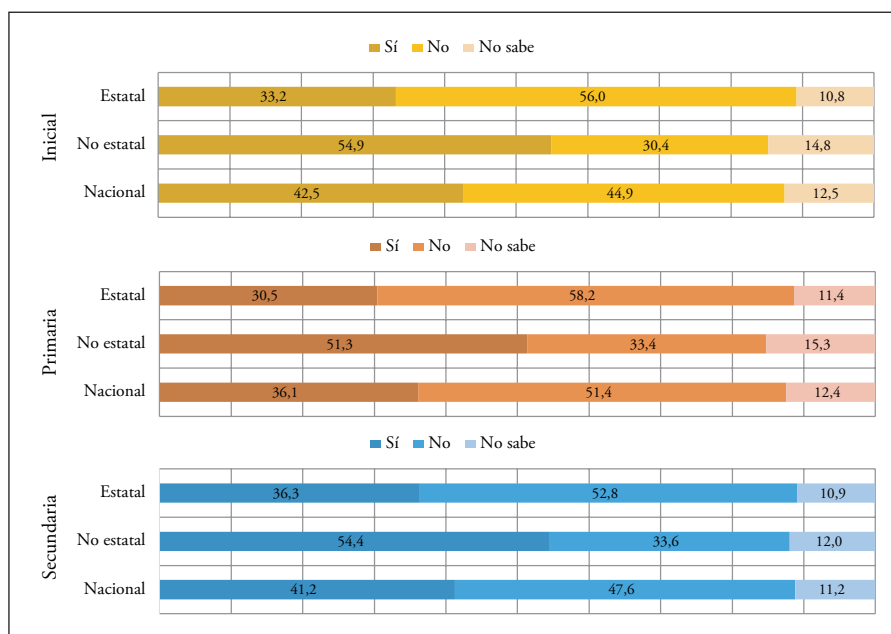 Sí No No sabe
Inicial
Estatal 33,2 56,0 10,8
No estatal 54,9 30,4 14,8
Nacional 42,5 44,9 12,5
Sí No No sabe
Primaria
Estatal 30,5 58,2 11,4
No estatal 51,3 33,4 15,3
Nacional 36,1 51,4 12,4
Sí No No sabe
Secundaria
Estatal 36,3 52,8 10,9
No estatal 54,4 33,6 12,0
Nacional 41,2 47,6 11,2